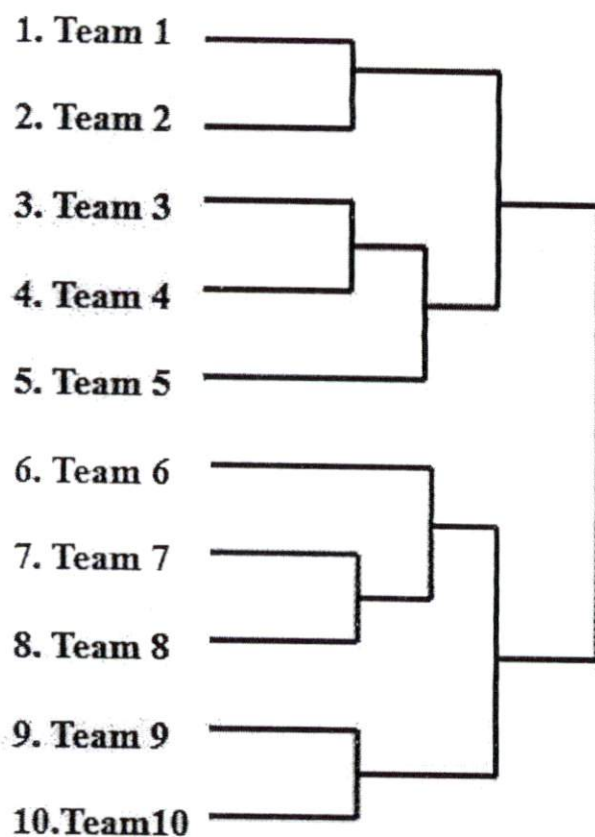 1. Team 1
2. Team 2
3. Team 3
4. Team 4
5. Team 5
6. Team 6
7. Team 7
8. Team 8
9. Team 9
10.Team10